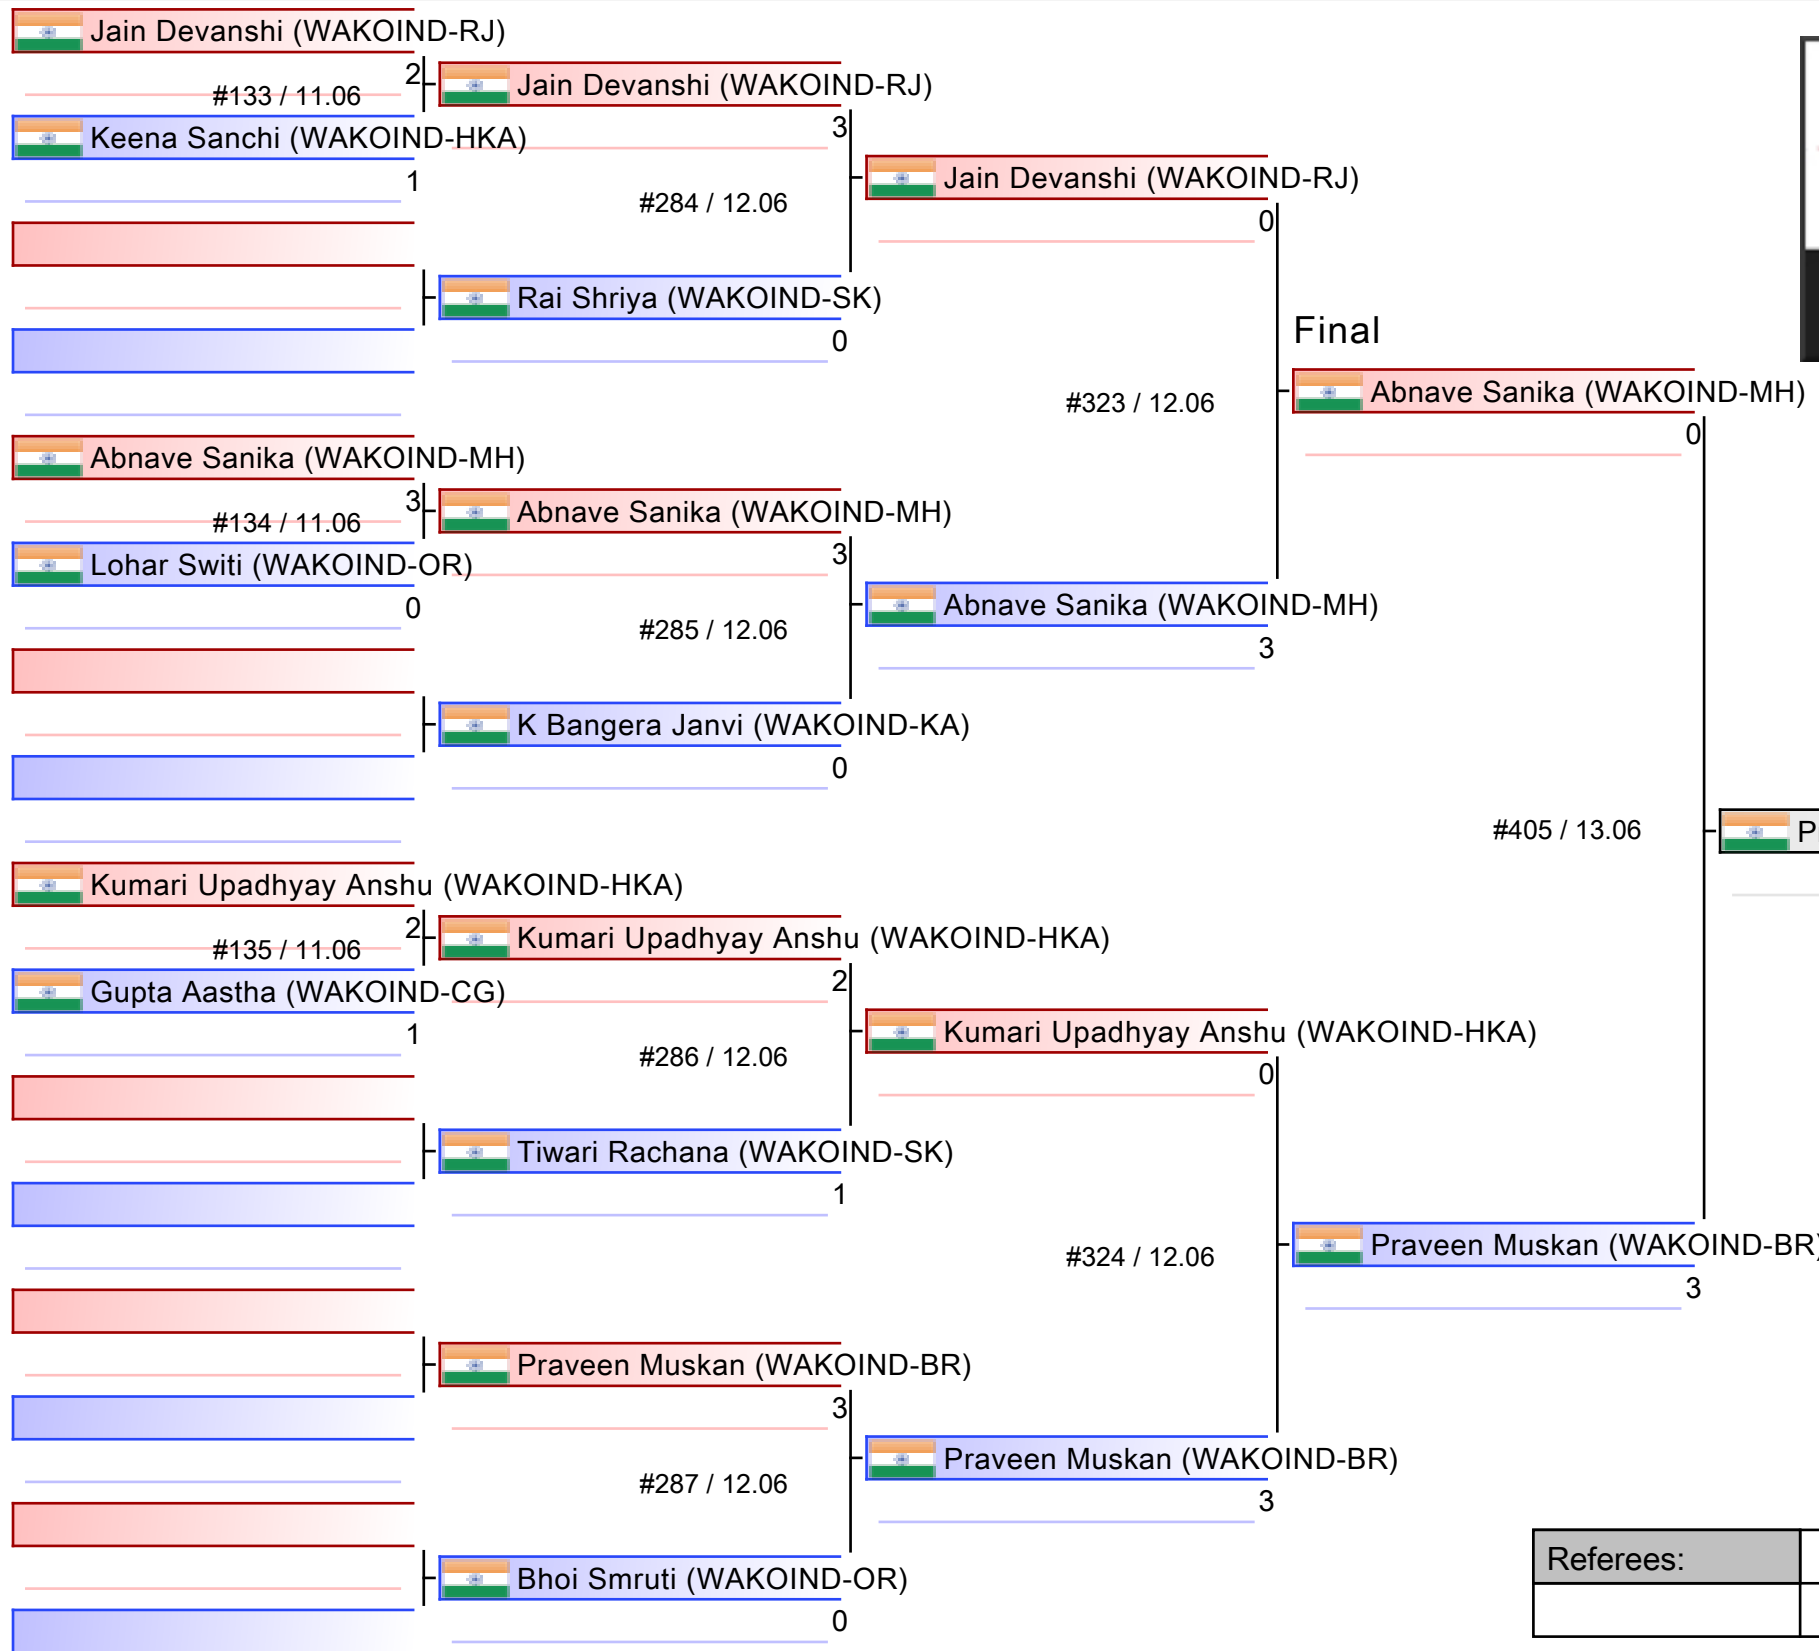 Jain Devanshi (WAKOIND-RJ)
2
#133 / 11.06
Keena Sanchi (WAKOIND-HKA)
1
Jain Devanshi (WAKOIND-RJ)
3
#284 / 12.06
Rai Shriya (WAKOIND-SK)
0
Jain Devanshi (WAKOIND-RJ)
0
#323 / 12.06
Abnave Sanika (WAKOIND-MH)
3
#134 / 11.06
Lohar Switi (WAKOIND-OR)
0
Abnave Sanika (WAKOIND-MH)
3
#285 / 12.06
K Bangera Janvi (WAKOIND-KA)
0
Abnave Sanika (WAKOIND-MH)
3
Final
Abnave Sanika (WAKOIND-MH)
0
#405 / 13.06
P
Kumari Upadhyay Anshu (WAKOIND-HKA)
2
#135 / 11.06
Gupta Aastha (WAKOIND-CG)
1
Kumari Upadhyay Anshu (WAKOIND-HKA)
2
#286 / 12.06
Tiwari Rachana (WAKOIND-SK)
1
Kumari Upadhyay Anshu (WAKOIND-HKA)
0
#324 / 12.06
Praveen Muskan (WAKOIND-BR)
3
Praveen Muskan (WAKOIND-BR)
3
#287 / 12.06
Bhoi Smruti (WAKOIND-OR)
0
Praveen Muskan (WAKOIND-BR)
3
Referees: